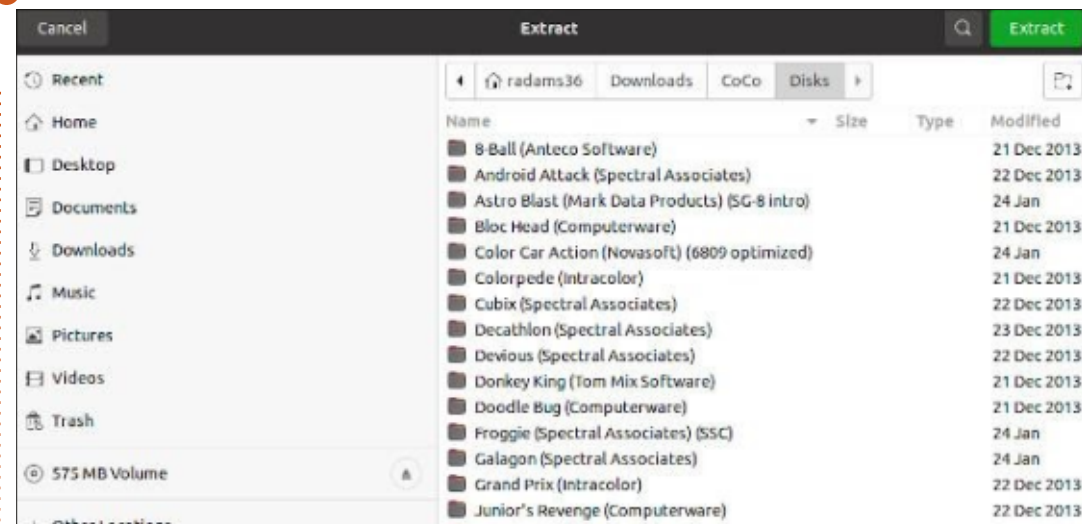 Cancel
Extract
Extract
Recent
Home
Desktop
Documents
Downloads
Music
Pictures
Videos
Trash
575 MB Volume
Other Locations
radams36 Downloads CoCo Disks
Name Size Type Modified
8-Ball (Anteco Software) 21 Dec 2013
Android Attack (Spectral Associates) 22 Dec 2013
Astro Blast (Mark Data Products) (SG-8 intro) 24 Jan
Bloc Head (Computerware) 21 Dec 2013
Color Car Action (Novasoft) (6809 optimized) 24 Jan
Colorpede (Intracolor) 21 Dec 2013
Cubix (Spectral Associates) 22 Dec 2013
Decathlon (Spectral Associates) 23 Dec 2013
Devious (Spectral Associates) 22 Dec 2013
Donkey King (Tom Mix Software) 21 Dec 2013
Doodle Bug (Computerware) 21 Dec 2013
Froggie (Spectral Associates) (SSC) 24 Jan
Galagon (Spectral Associates) 24 Jan
Grand Prix (Intracolor) 22 Dec 2013
Junior's Revenge (Computerware) 22 Dec 2013